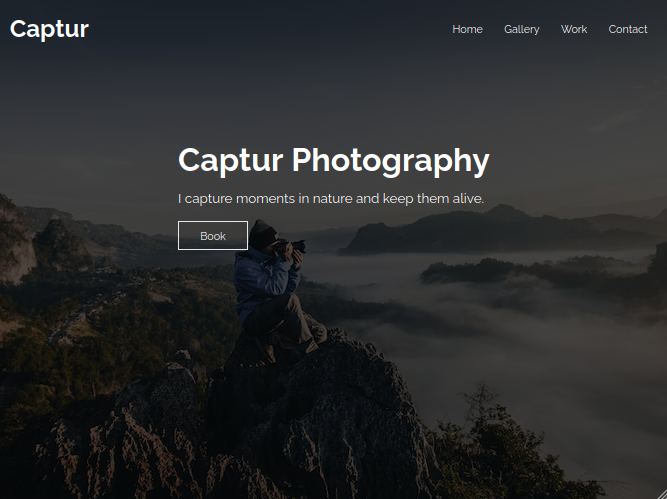 Captur
Home Gallery Work Contact
Captur Photography
I capture moments in nature and keep them alive.
Book